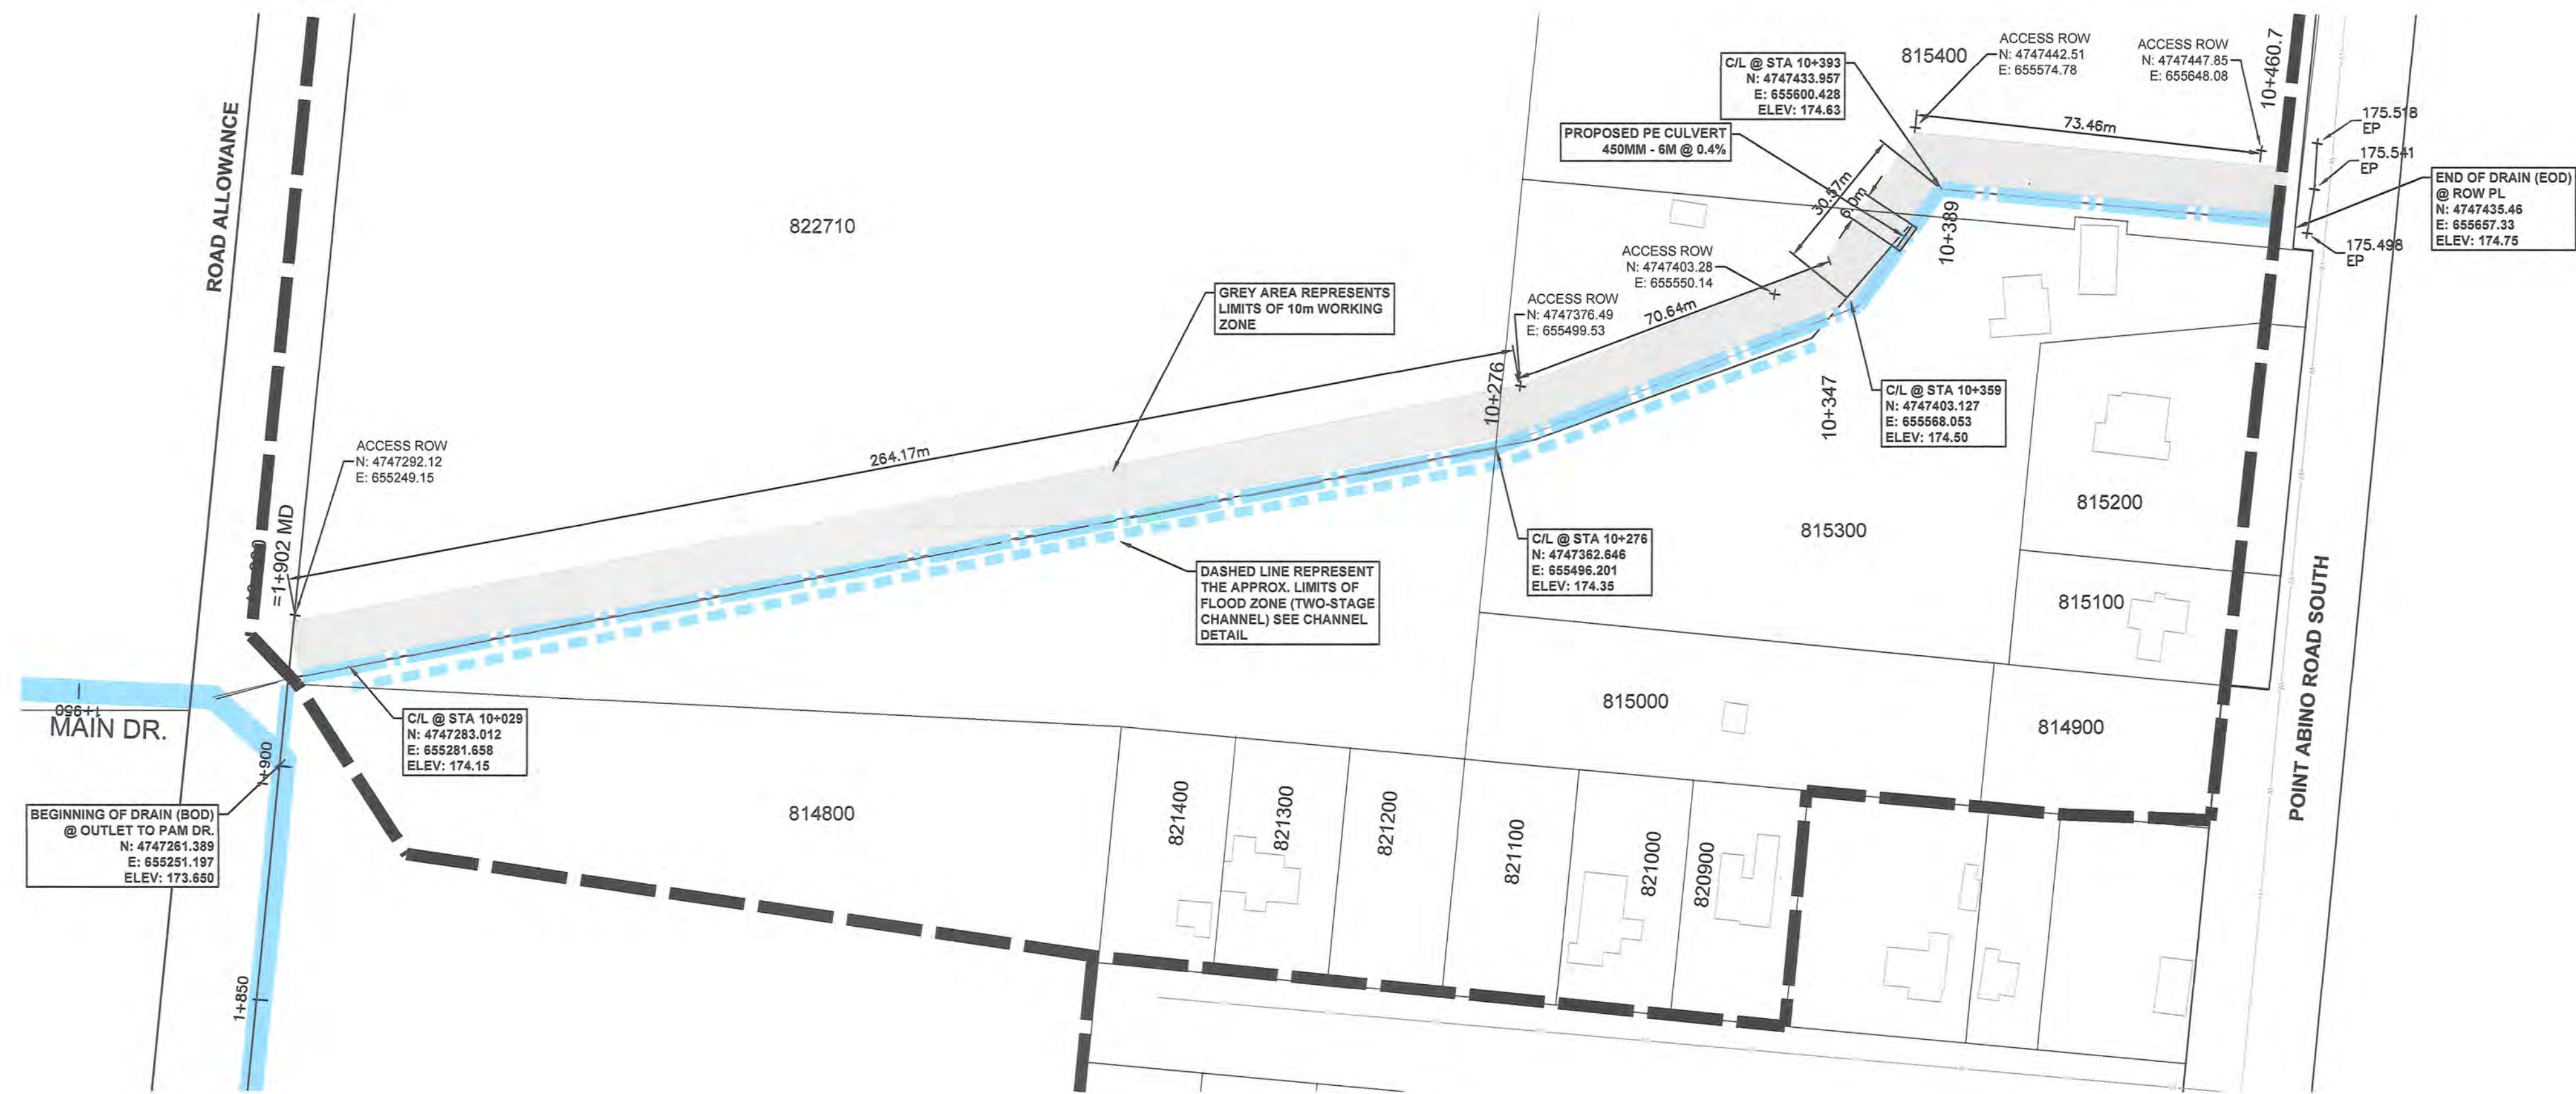 ROAD ALLOWANCE
822710
815400
ACCESS ROW
N: 4747442.51
E: 655574.78
ACCESS ROW
N: 4747447.85
E: 655648.08
10+460.7
C/L @ STA 10+393
N: 4747433.957
E: 655600.428
ELEV: 174.63
PROPOSED PE CULVERT
450MM - 6M @ 0.4%
73.46m
175.518
EP
175.541
EP
175.498
EP
END OF DRAIN (EOD)
@ ROW PL
N: 4747435.46
E: 655657.33
ELEV: 174.75
30.57m
6.0m
10+389
ACCESS ROW
N: 4747403.28
E: 655550.14
ACCESS ROW
N: 4747376.49
E: 655499.53
70.64m
GREY AREA REPRESENTS
LIMITS OF 10m WORKING
ZONE
10+276
10+347
C/L @ STA 10+359
N: 4747403.127
E: 655568.053
ELEV: 174.50
264.17m
ACCESS ROW
N: 4747292.12
E: 655249.15
=1+902 MD
815200
815300
815100
C/L @ STA 10+276
N: 4747362.646
E: 655496.201
ELEV: 174.35
DASHED LINE REPRESENT
THE APPROX. LIMITS OF
FLOOD ZONE (TWO-STAGE
CHANNEL) SEE CHANNEL
DETAIL
POINT ABINO ROAD SOUTH
1+950
MAIN DR.
C/L @ STA 10+029
N: 4747283.012
E: 655281.658
ELEV: 174.15
815000
814900
1+900
BEGINNING OF DRAIN (BOD)
@ OUTLET TO PAM DR.
N: 4747261.389
E: 655251.197
ELEV: 173.650
814800
821400
821300
821200
821100
821000
820900
1+850